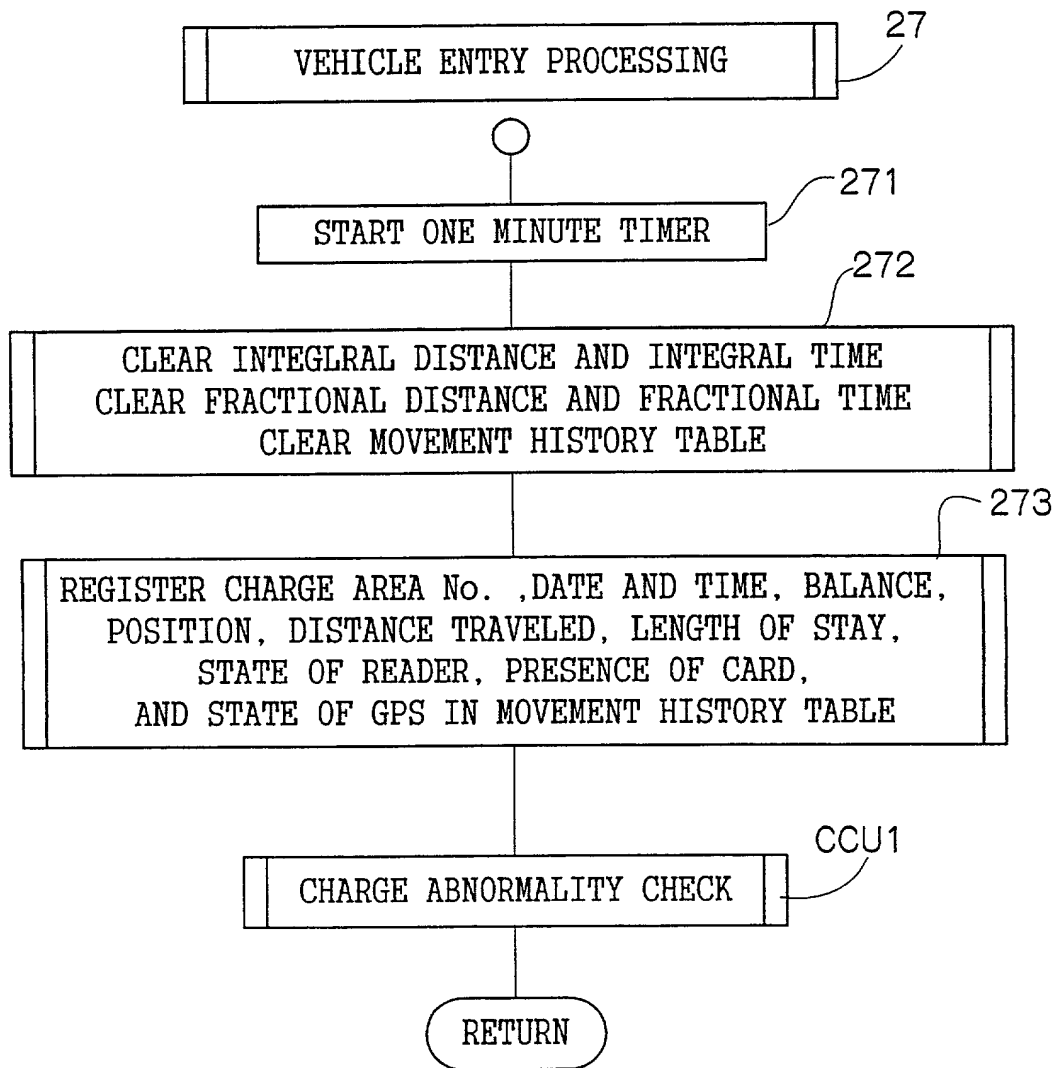 27
VEHICLE ENTRY PROCESSING
271
START ONE MINUTE TIMER
272
CLEAR INTEGLRAL DISTANCE AND INTEGRAL TIME
CLEAR FRACTIONAL DISTANCE AND FRACTIONAL TIME
CLEAR MOVEMENT HISTORY TABLE
273
REGISTER CHARGE AREA No. ,DATE AND TIME, BALANCE,
POSITION, DISTANCE TRAVELED, LENGTH OF STAY,
STATE OF READER, PRESENCE OF CARD,
AND STATE OF GPS IN MOVEMENT HISTORY TABLE
CCU1
CHARGE ABNORMALITY CHECK
RETURN